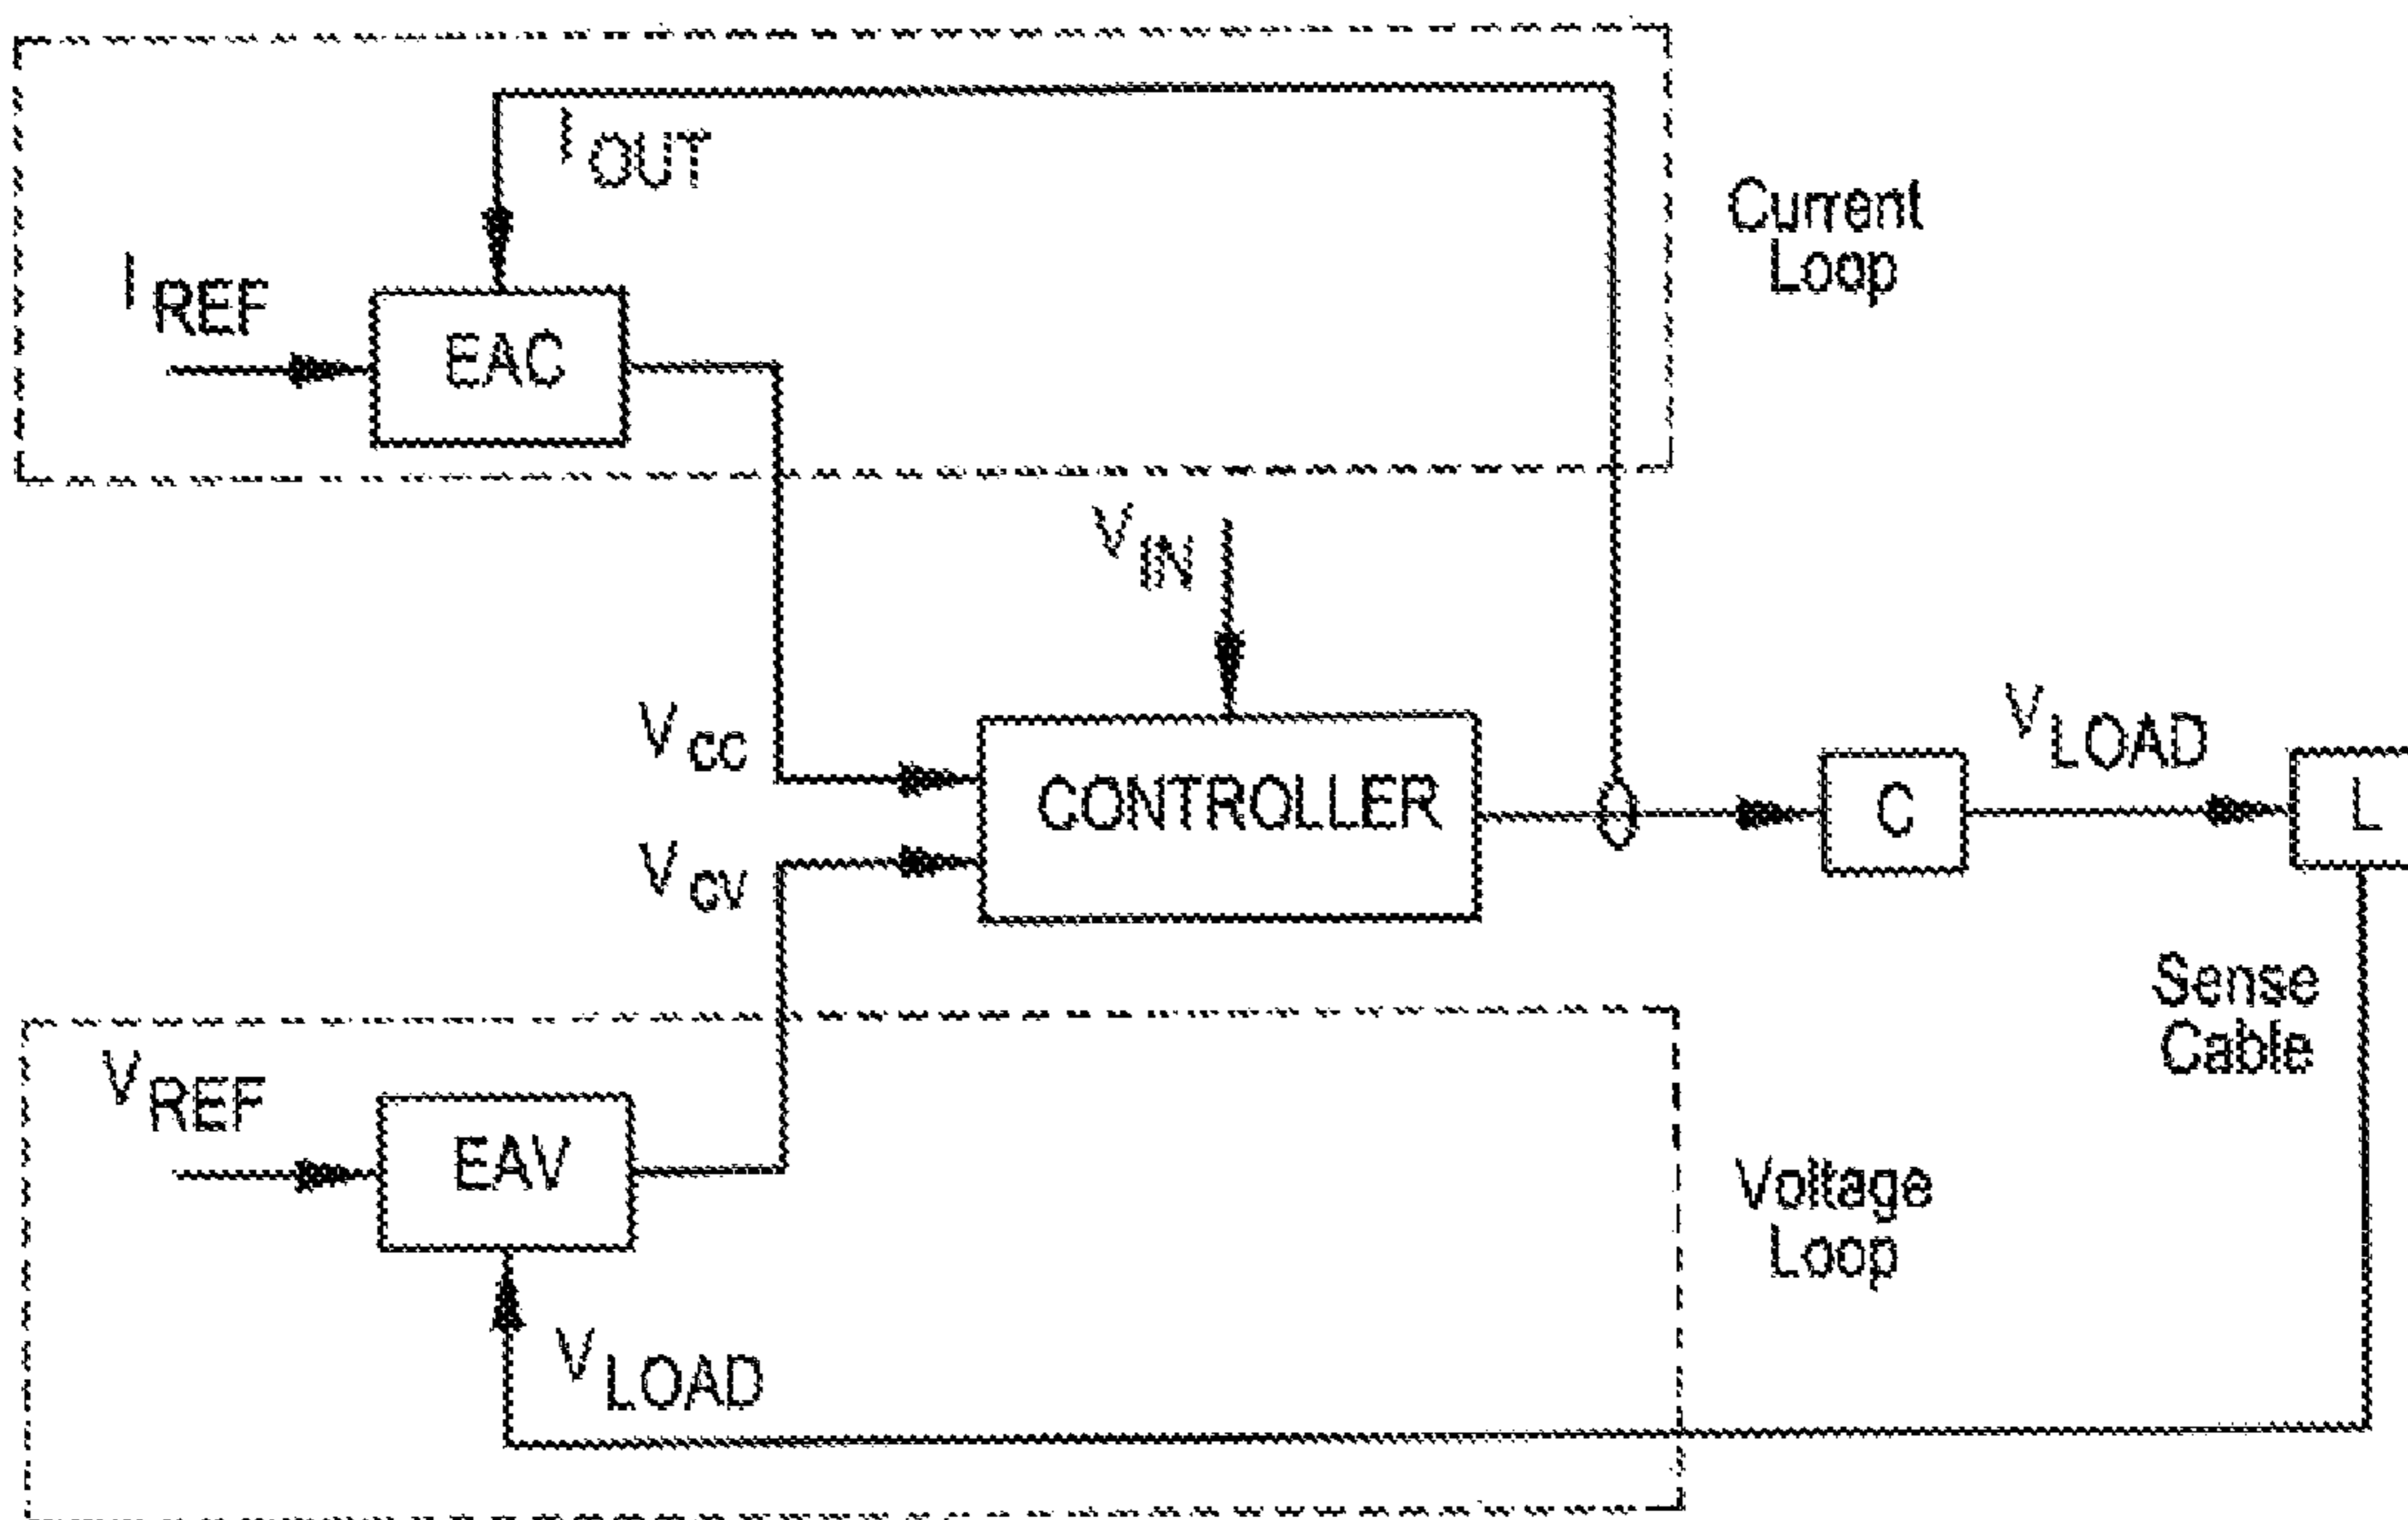 I OUT
Current
Loop
I REF
EAC
V IN
V CC
V LOAD
CONTROLLER
C
L
V CV
Sense
Cable
V REF
EAV
Voltage
Loop
V LOAD